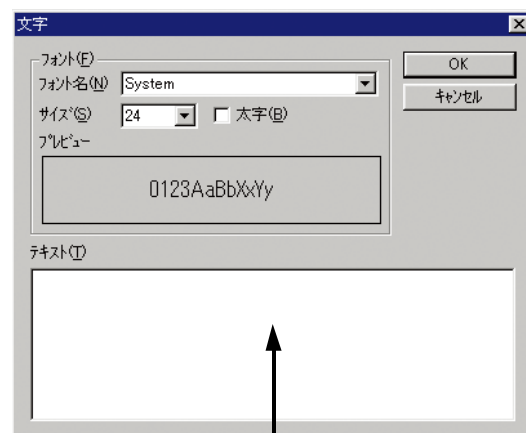 文字
フォント(F)
フォント名(N) System
サイズ(S) 24 太字(B)
プレビュー
0123AaBbXxYy
OK
キャンセル
テキスト(T)